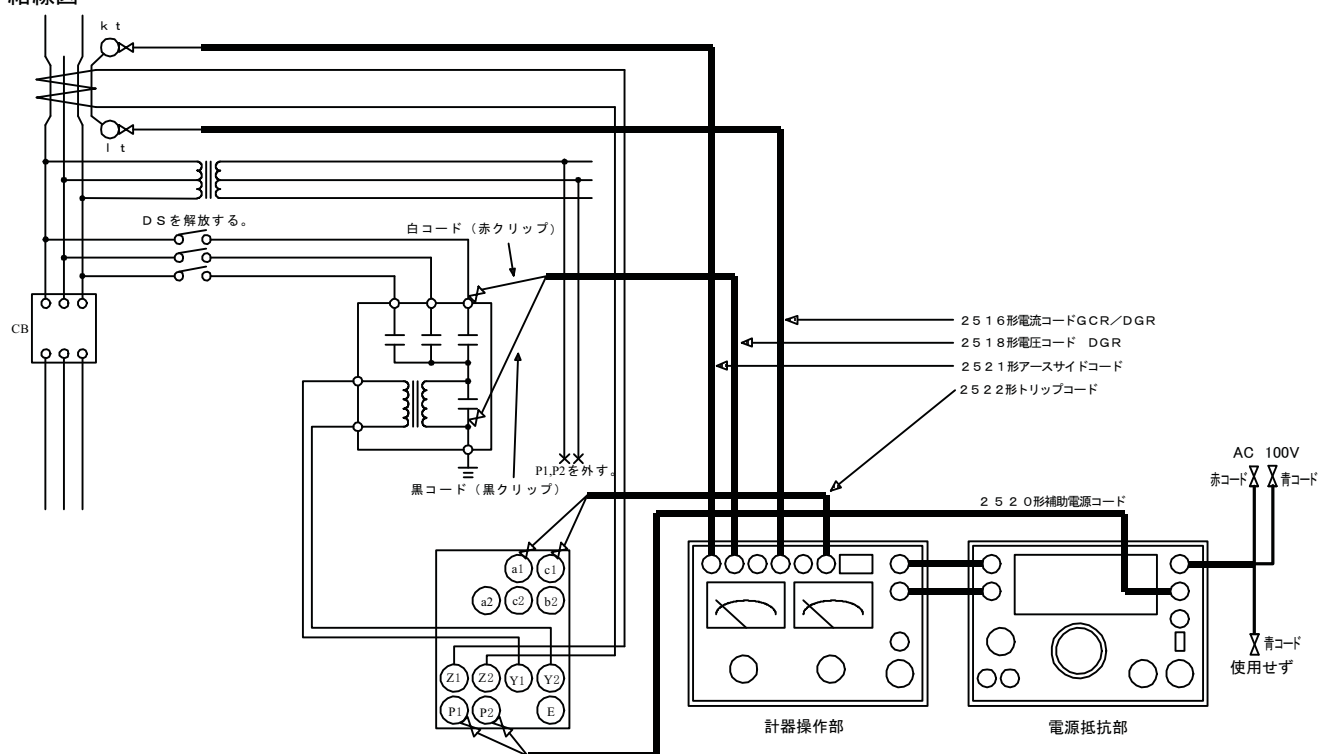 結線図
k t
l t
DSを解放する。
白コード（赤クリップ）
CB
2516形電流コードGCR／DGR
2518形電圧コード DGR
2521形アースサイドコード
2522形トリップコード
P1,P2を外す。
黒コード（黒クリップ）
AC 100V
赤コード
青コード
2520形補助電源コード
a1
c1
a2
c2
b2
青コード
使用せず
Z1
Z2
Y1
Y2
P1
P2
E
計器操作部
電源抵抗部